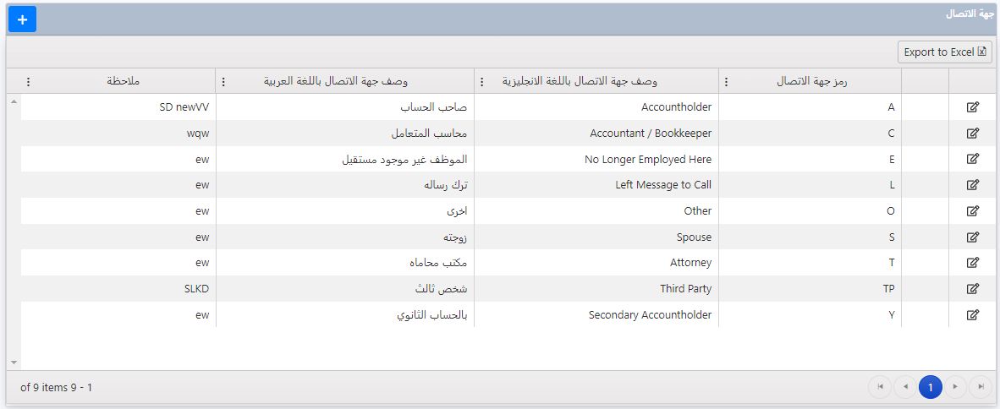 جهة الاتصال
Export to Excel
رمز جهة الاتصال وصف جهة الاتصال باللغة الانجليزية وصف جهة الاتصال باللغة العربية ملاحظة
A Accountholder صاحب الحساب SD newVV
C Accountant / Bookkeeper محاسب المتعامل wqw
E No Longer Employed Here الموظف غير موجود مستقيل ew
L Left Message to Call ترك رساله ew
O Other اخرى ew
S Spouse زوجته ew
T Attorney مكتب محاماه ew
TP Third Party شخص ثالث SLKD
Y Secondary Accountholder بالحساب الثانوي ew
1
of 9 items 9 - 1